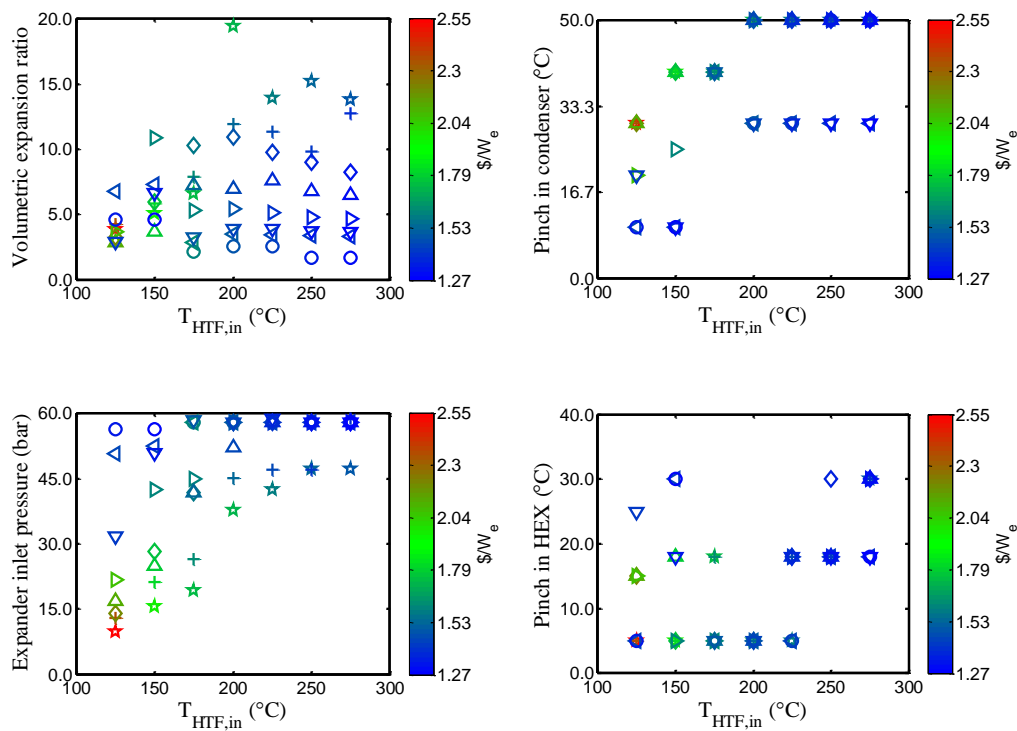 Volumetric expansion ratio
20.0
15.0
10.0
5.0
0.0
100 150 200 250 300
T_HTF,in (°C)
2.55
2.3
2.04
1.79
1.53
1.27
$/W_e
Pinch in condenser (°C)
50.0
33.3
16.7
0.0
100 150 200 250 300
T_HTF,in (°C)
2.55
2.3
2.04
1.79
1.53
1.27
$/W_e
Expander inlet pressure (bar)
60.0
45.0
30.0
15.0
0.0
100 150 200 250 300
T_HTF,in (°C)
2.55
2.3
2.04
1.79
1.53
1.27
$/W_e
Pinch in HEX (°C)
40.0
30.0
20.0
10.0
0.0
100 150 200 250 300
T_HTF,in (°C)
2.55
2.3
2.04
1.79
1.53
1.27
$/W_e